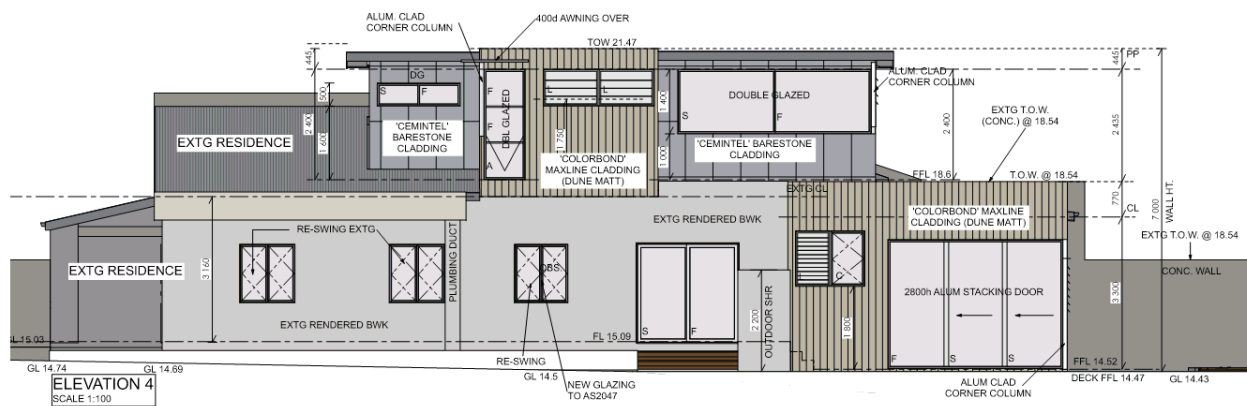 ALUM. CLAD
CORNER COLUMN
400d AWNING OVER
TOW 21.47
445
445
PP
DG
S
F
F
F
A
DBL GLAZED
L
L
1 750
1 400
1 000
DOUBLE GLAZED
S
F
ALUM. CLAD
CORNER COLUMN
500
2 400
1 600
2 400
2 435
EXTG T.O.W.
(CONC.) @ 18.54
EXTG RESIDENCE
'CEMINTEL'
BARESTONE
CLADDING
'COLORBOND'
MAXLINE CLADDING
(DUNE MATT)
'CEMINTEL' BARESTONE
CLADDING
FFL 18.6
T.O.W. @ 18.54
EXTG CL
770
CL
7 000
WALL HT.
EXTG RENDERED BWK
'COLORBOND' MAXLINE
CLADDING (DUNE MATT)
EXTG T.O.W. @ 18.54
RE-SWING EXTG
PLUMBING DUCT
EXTG RESIDENCE
3 160
OBS
CONC. WALL
2 200
OUTDOOR SHR
1 800
2800h ALUM STACKING DOOR
3 300
EXTG RENDERED BWK
S
F
F
S
S
FL 15.09
RE-SWING
FFL 14.52
GL 14.74
GL 14.69
GL 14.5
DECK FFL 14.47
GL 14.43
ELEVATION 4
SCALE 1:100
NEW GLAZING
TO AS2047
ALUM CLAD
CORNER COLUMN